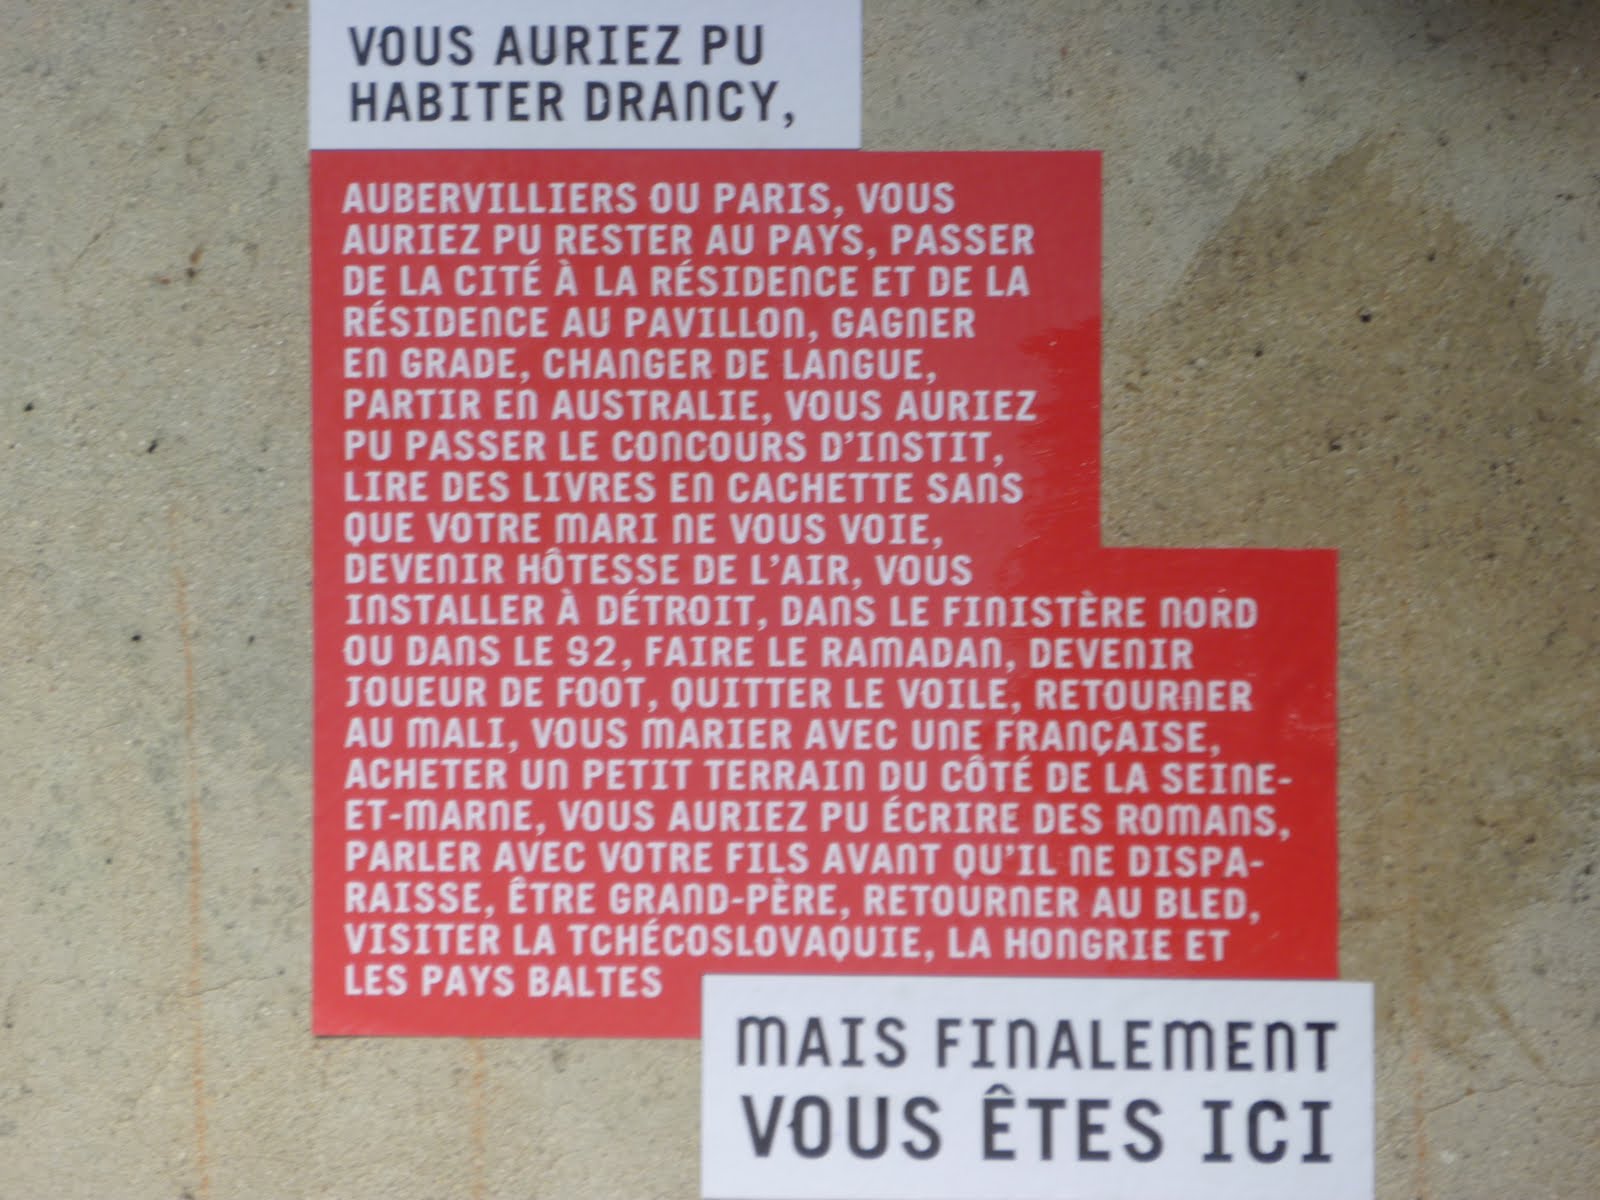 VOUS AURIEZ PU
HABITER DRANCY,
AUBERVILLIERS OU PARIS, VOUS
AURIEZ PU RESTER AU PAYS, PASSER
DE LA CITÉ À LA RÉSIDENCE ET DE LA
RÉSIDENCE AU PAVILLON, GAGNER
EN GRADE, CHANGER DE LANGUE,
PARTIR EN AUSTRALIE, VOUS AURIEZ
PU PASSER LE CONCOURS D'INSTIT,
LIRE DES LIVRES EN CACHETTE SANS
QUE VOTRE MARI NE VOUS VOIE,
DEVENIR HÔTESSE DE L'AIR, VOUS
INSTALLER À DÉTROIT, DANS LE FINISTÈRE NORD
OU DANS LE 92, FAIRE LE RAMADAN, DEVENIR
JOUEUR DE FOOT, QUITTER LE VOILE, RETOURNER
AU MALI, VOUS MARIER AVEC UNE FRANÇAISE,
ACHETER UN PETIT TERRAIN DU CÔTÉ DE LA SEINE-
ET-MARNE, VOUS AURIEZ PU ÉCRIRE DES ROMANS,
PARLER AVEC VOTRE FILS AVANT QU'IL NE DISPA-
RAISSE, ÊTRE GRAND-PÈRE, RETOURNER AU BLED,
VISITER LA TCHÉCOSLOVAQUIE, LA HONGRIE ET
LES PAYS BALTES
MAIS FINALEMENT
VOUS ÊTES ICI